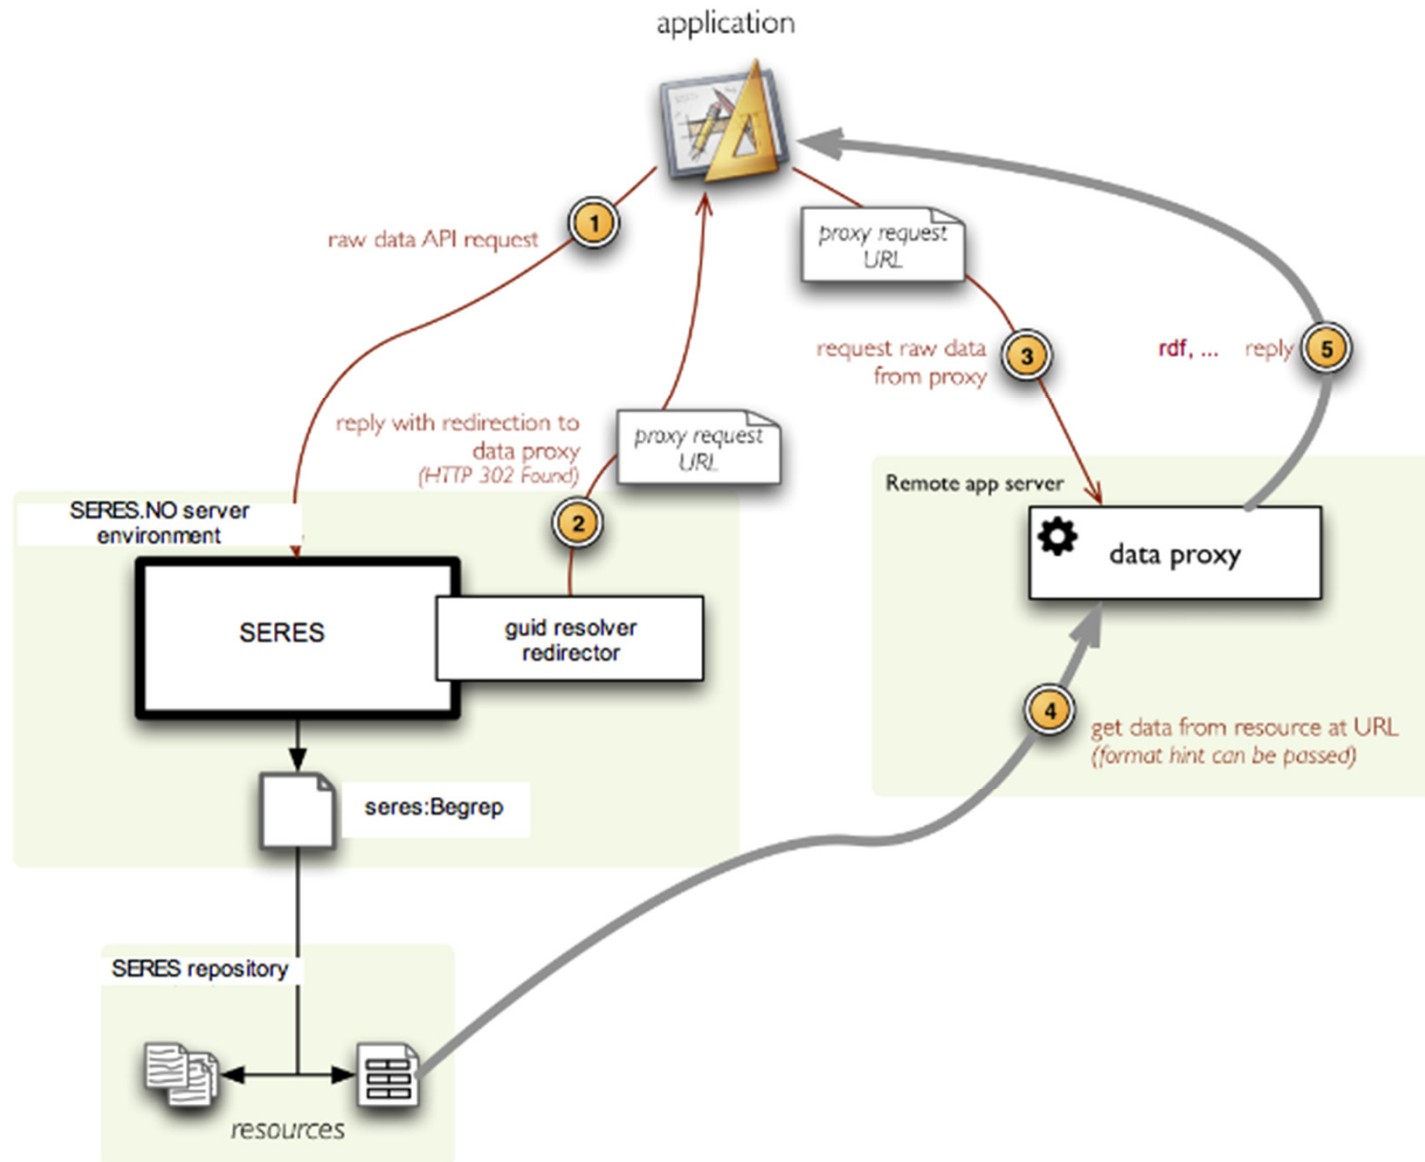 application
1
raw data API request
proxy request
URL
request raw data
from proxy
3
rdf, ... reply
5
reply with redirection to
data proxy
(HTTP 302 Found)
proxy request
URL
2
SERES.NO server
environment
SERES
guid resolver
redirector
Remote app server
data proxy
4
get data from resource at URL
(format hint can be passed)
seres:Begrep
SERES repository
resources